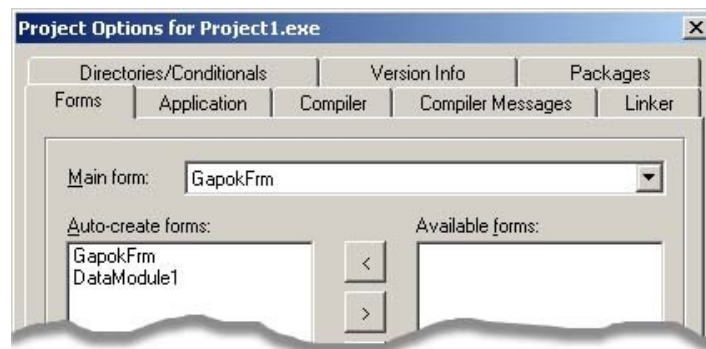 Project Options for Project1.exe
Directories/Conditionals
Version Info
Packages
Forms
Application
Compiler
Compiler Messages
Linker
Main form:
GapokFrm
Auto-create forms:
Available forms:
GapokFrm
DataModule1
<
>